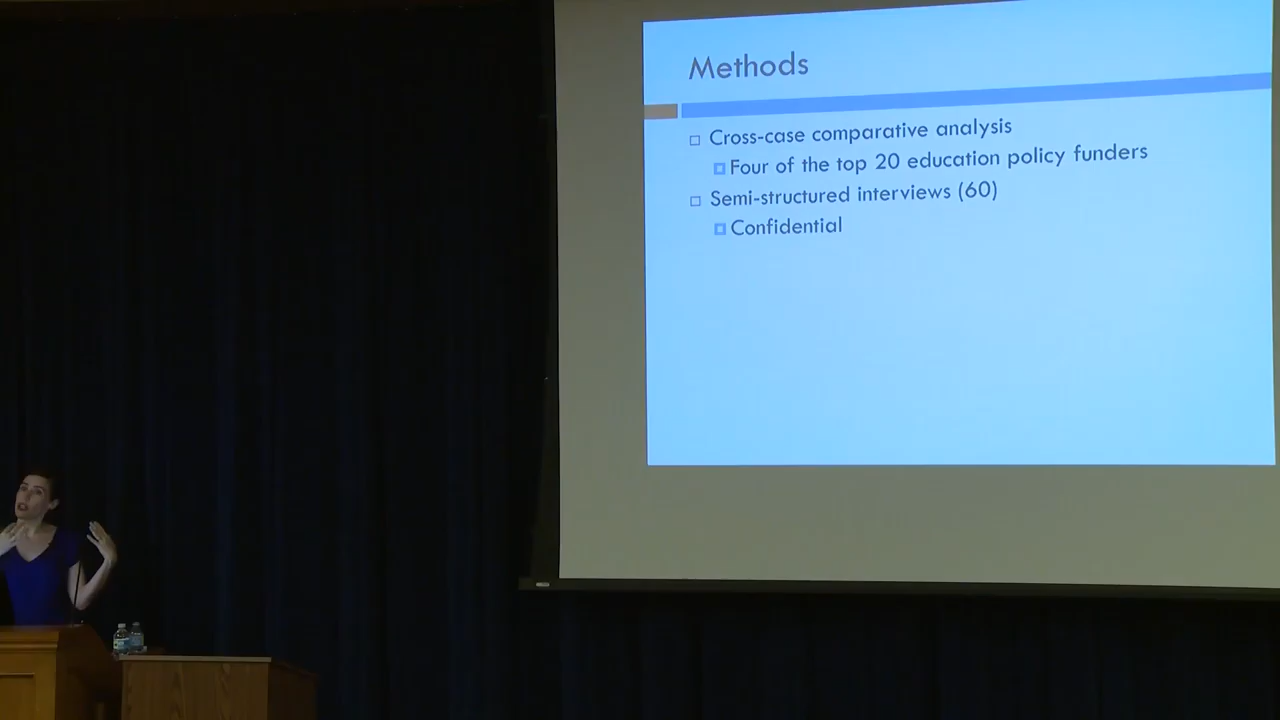 Methods
Cross-case comparative analysis
Four of the top 20 education policy funders
Semi-structured interviews (60)
Confidential